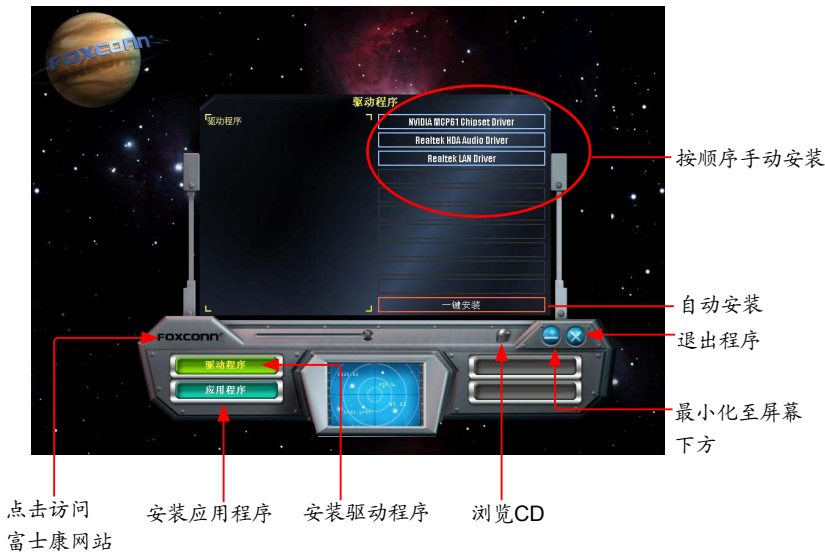 FOXCONN®
驱动程序
驱动程序
NVIDIA MCP61 Chipset Driver
Realtek HDA Audio Driver
Realtek LAN Driver
按顺序手动安装
一键安装
自动安装
FOXCONN®
退出程序
驱动程序
应用程序
最小化至屏幕
下方
点击访问
富士康网站
安装应用程序
安装驱动程序
浏览CD